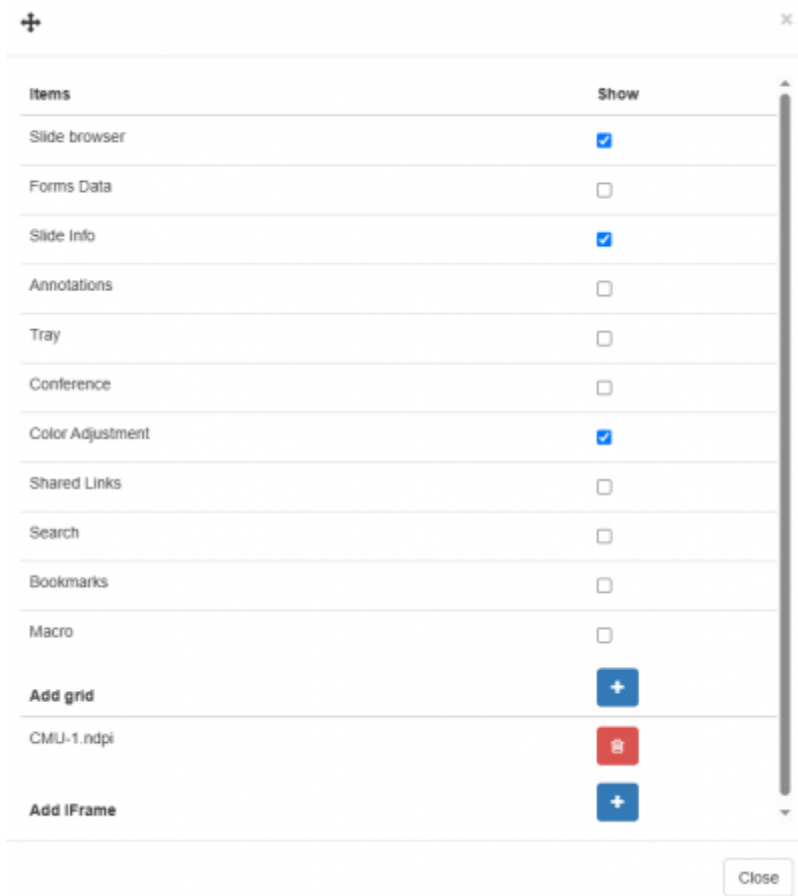 Items Show
Slide browser
Forms Data
Slide Info
Annotations
Tray
Conference
Color Adjustment
Shared Links
Search
Bookmarks
Macro
Add grid
CMU-1.ndpi
Add IFrame
Close